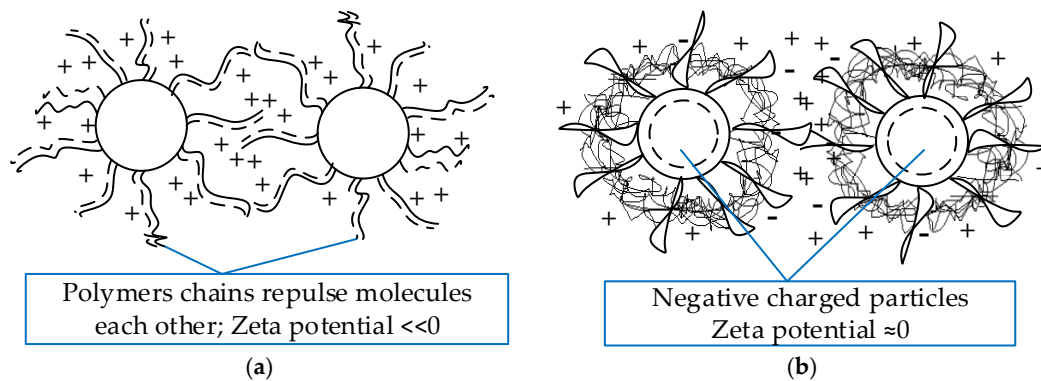 Polymers chains repulse molecules
each other; Zeta potential <<0
(a)
Negative charged particles
Zeta potential ≈0
(b)